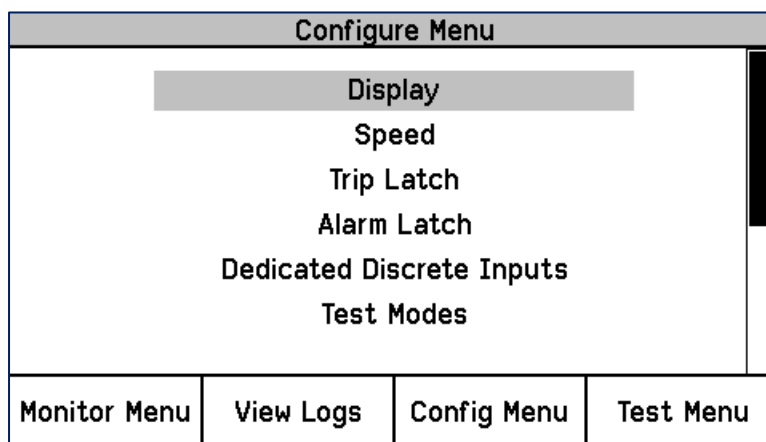 Configure Menu
Display
Speed
Trip Latch
Alarm Latch
Dedicated Discrete Inputs
Test Modes
Monitor Menu View Logs Config Menu Test Menu